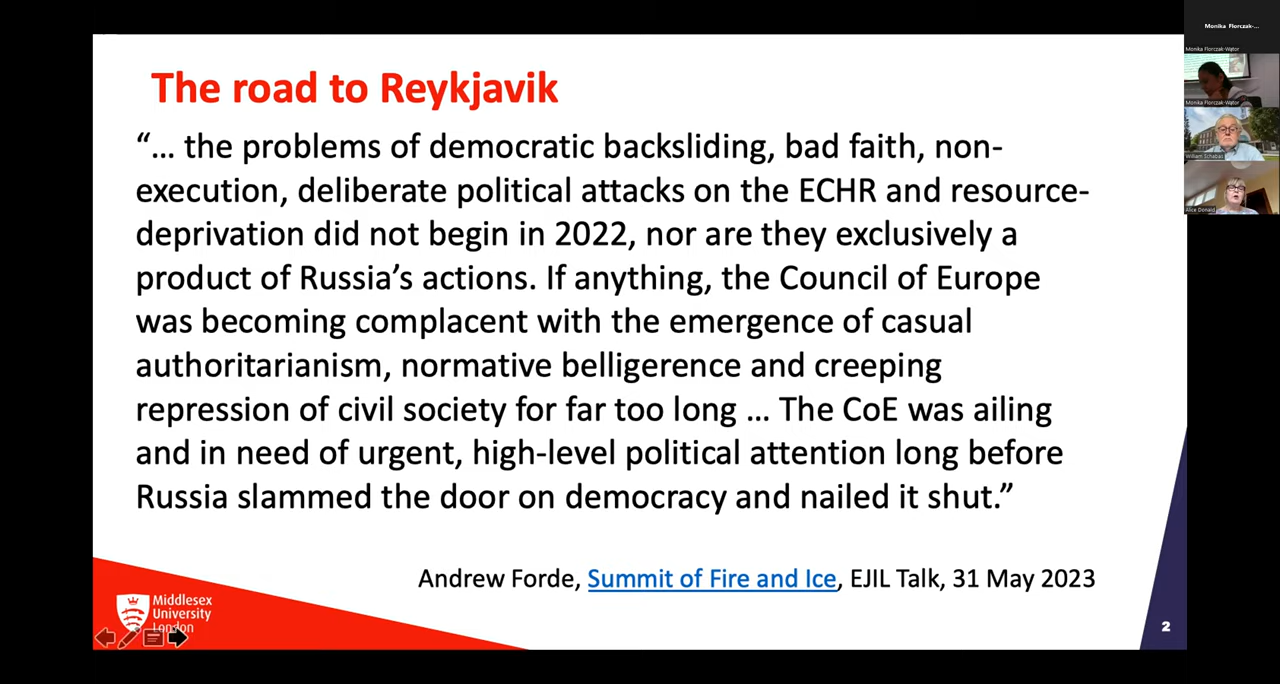 The road to Reykjavik
“… the problems of democratic backsliding, bad faith, non-
execution, deliberate political attacks on the ECHR and resource-
deprivation did not begin in 2022, nor are they exclusively a
product of Russia’s actions. If anything, the Council of Europe
was becoming complacent with the emergence of casual
authoritarianism, normative belligerence and creeping
repression of civil society for far too long … The CoE was ailing
and in need of urgent, high-level political attention long before
Russia slammed the door on democracy and nailed it shut.”
Andrew Forde, Summit of Fire and Ice, EJIL Talk, 31 May 2023
Middlesex
University
London
2
Monika Florczak-...
Monika Florczak-Wątor
Monika Florczak-Wątor
William Schabas
Alice Donald